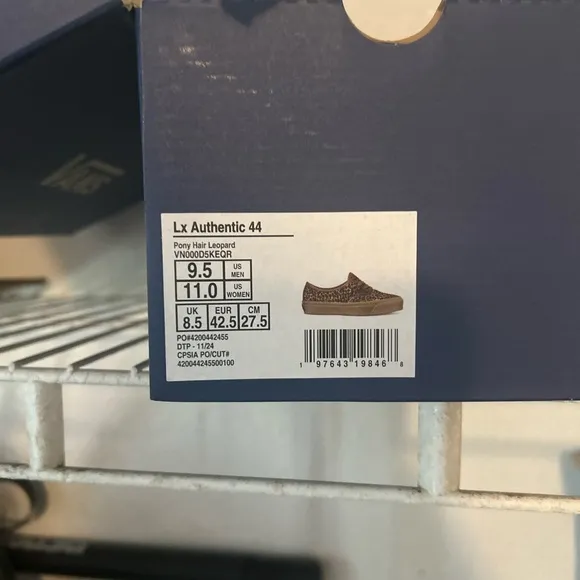 VANS
Lx Authentic 44
Pony Hair Leopard
VN000D5KEQR
9.5 US MEN
11.0 US WOMEN
UK EUR CM
8.5 42.5 27.5
PO#4200442455
DTP - 11/24
CPSIA PO/CUT#
420044245500100
1 97643 19846 8